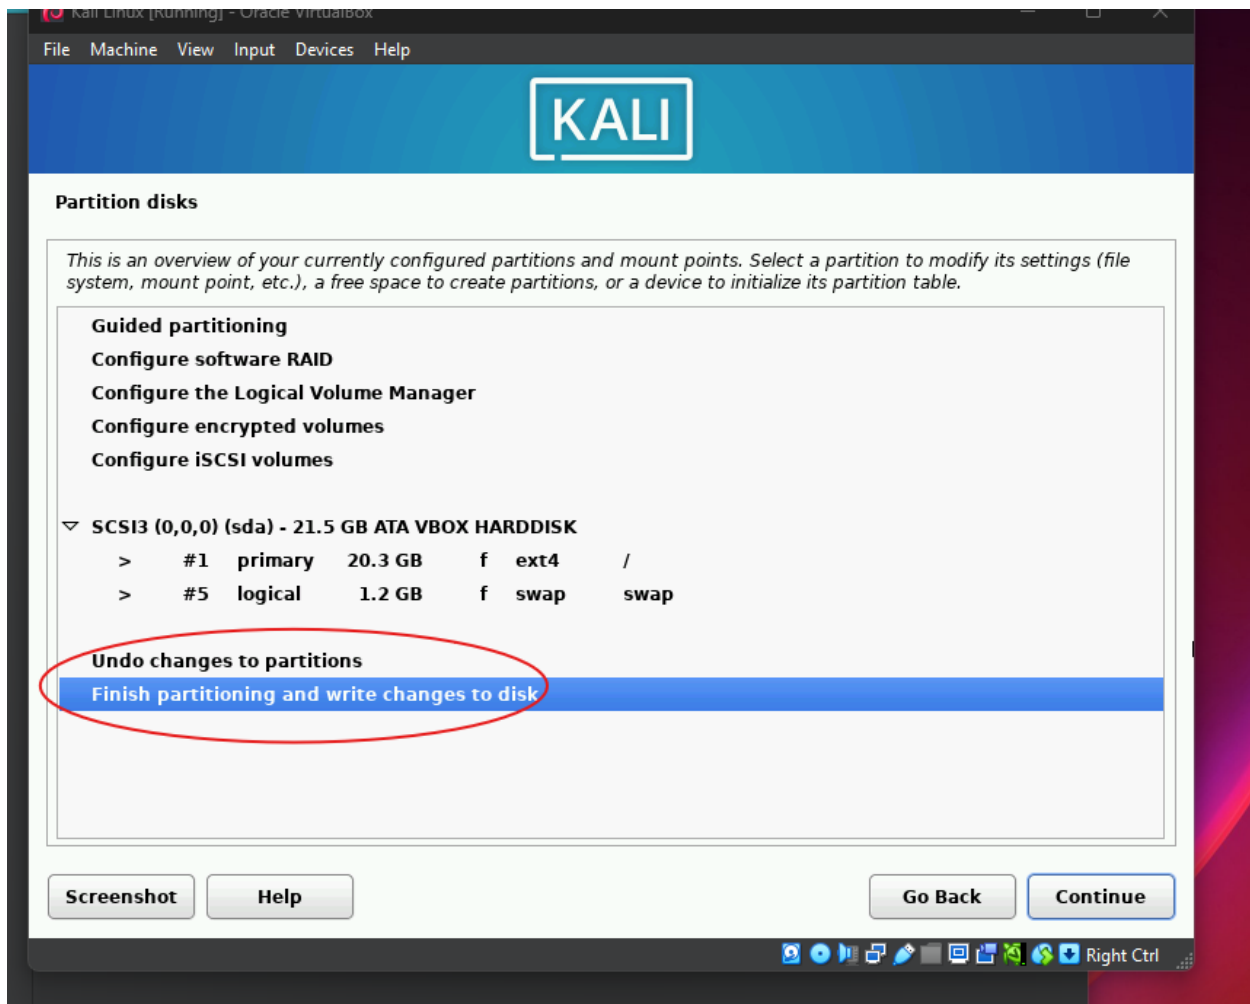 Kali Linux [Running] - Oracle VirtualBox
File Machine View Input Devices Help
KALI
Partition disks
This is an overview of your currently configured partitions and mount points. Select a partition to modify its settings (file
system, mount point, etc.), a free space to create partitions, or a device to initialize its partition table.
Guided partitioning
Configure software RAID
Configure the Logical Volume Manager
Configure encrypted volumes
Configure iSCSI volumes
SCSI3 (0,0,0) (sda) - 21.5 GB ATA VBOX HARDDISK
> #1 primary 20.3 GB f ext4 /
> #5 logical 1.2 GB f swap swap
Undo changes to partitions
Finish partitioning and write changes to disk
Screenshot Help Go Back Continue
Right Ctrl